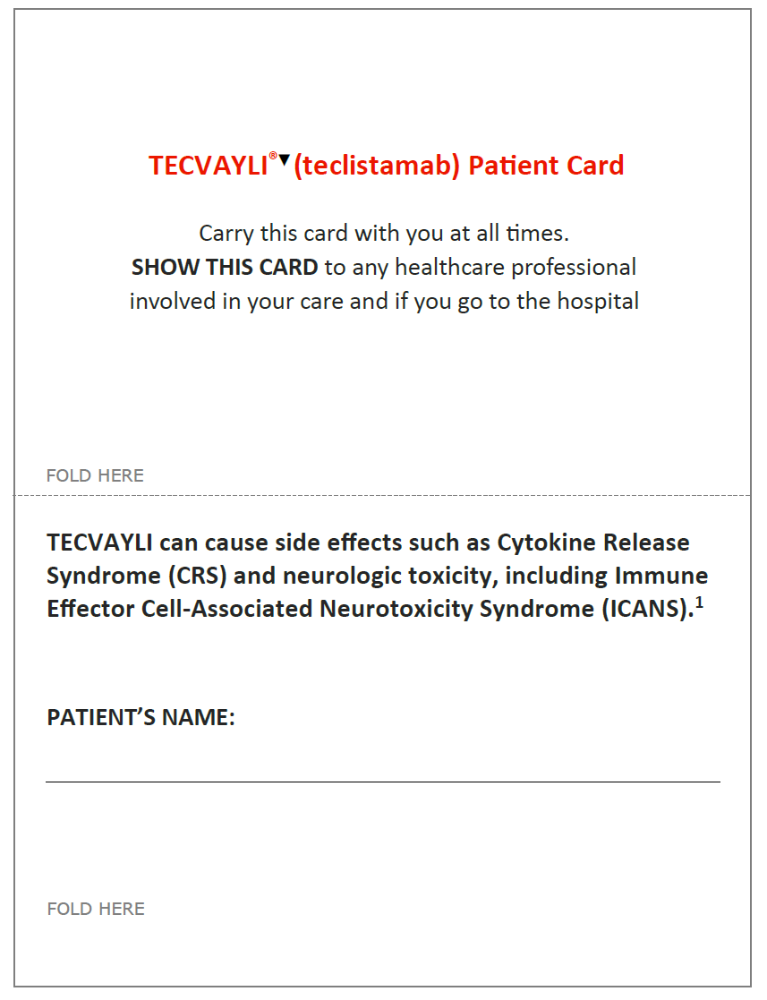 TECVAYLI®▼(teclistamab) Patient Card
Carry this card with you at all times.
SHOW THIS CARD to any healthcare professional
involved in your care and if you go to the hospital
FOLD HERE
TECVAYLI can cause side effects such as Cytokine Release
Syndrome (CRS) and neurologic toxicity, including Immune
Effector Cell-Associated Neurotoxicity Syndrome (ICANS).¹
PATIENT’S NAME:
FOLD HERE